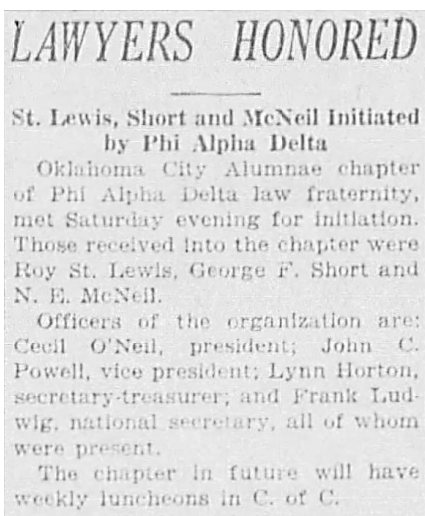 LAWYERS HONORED
St. Lewis, Short and McNeil Initiated
by Phi Alpha Delta
Oklahoma City Alumnae chapter
of Phi Alpha Delta law fraternity,
met Saturday evening for initiation.
Those received into the chapter were
Roy St. Lewis, George F. Short and
N. E. McNeil.
Officers of the organization are:
Cecil O'Neil, president; John C.
Powell, vice president; Lynn Horton,
secretary-treasurer; and Frank Lud-
wig, national secretary, all of whom
were present.
The chapter in future will have
weekly luncheons in C. of C.